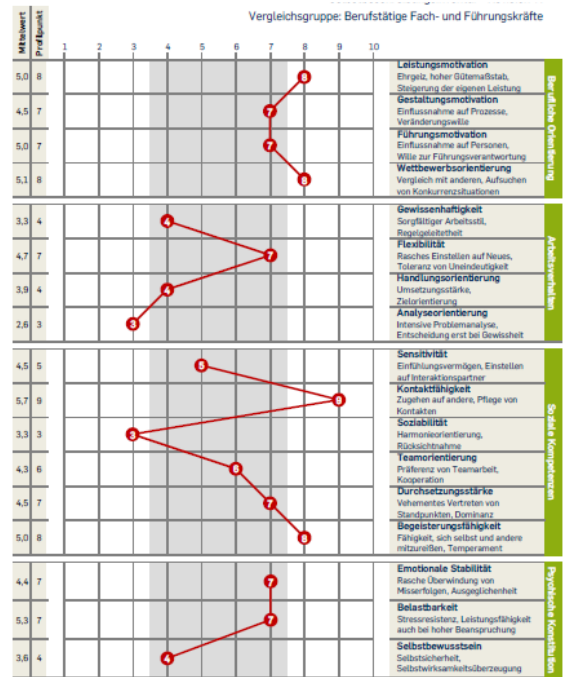 Vergleichsgruppe: Berufstätige Fach- und Führungskräfte
Mittelwert
Profilpunkt
1 2 3 4 5 6 7 8 9 10
Berufliche Orientierung
5,0 8 8 Leistungsmotivation
Ehrgeiz, hoher Gütemaßstab,
Steigerung der eigenen Leistung
4,5 7 7 Gestaltungsmotivation
Einflussnahme auf Prozesse,
Veränderungswille
5,0 7 7 Führungsmotivation
Einflussnahme auf Personen,
Wille zur Führungsverantwortung
5,1 8 8 Wettbewerbsorientierung
Vergleich mit anderen, Aufsuchen
von Konkurrenzsituationen
Arbeitsverhalten
3,3 4 4 Gewissenhaftigkeit
Sorgfältiger Arbeitsstil,
Regelgeleitetheit
4,7 7 7 Flexibilität
Rasches Einstellen auf Neues,
Toleranz von Uneindeutigkeit
3,9 4 4 Handlungsorientierung
Umsetzungsstärke,
Zielorientierung
2,6 3 3 Analyseorientierung
Intensive Problemanalyse,
Entscheidung erst bei Gewissheit
Soziale Kompetenzen
4,5 5 5 Sensitivität
Einfühlungsvermögen, Einstellen
auf Interaktionspartner
5,7 9 9 Kontaktfähigkeit
Zugehen auf andere, Pflege von
Kontakten
3,3 3 3 Soziabilität
Harmonieorientierung,
Rücksichtnahme
4,3 6 6 Teamorientierung
Präferenz von Teamarbeit,
Kooperation
4,5 7 7 Durchsetzungsstärke
Vehementes Vertreten von
Standpunkten, Dominanz
5,0 8 8 Begeisterungsfähigkeit
Fähigkeit, sich selbst und andere
mitzureißen, Temperament
Psychische Konstitution
4,4 7 7 Emotionale Stabilität
Rasche Überwindung von
Misserfolgen, Ausgeglichenheit
5,3 7 7 Belastbarkeit
Stressresistenz, Leistungsfähigkeit
auch bei hoher Beanspruchung
3,6 4 4 Selbstbewusstsein
Selbstsicherheit,
Selbstwirksamkeitsüberzeugung